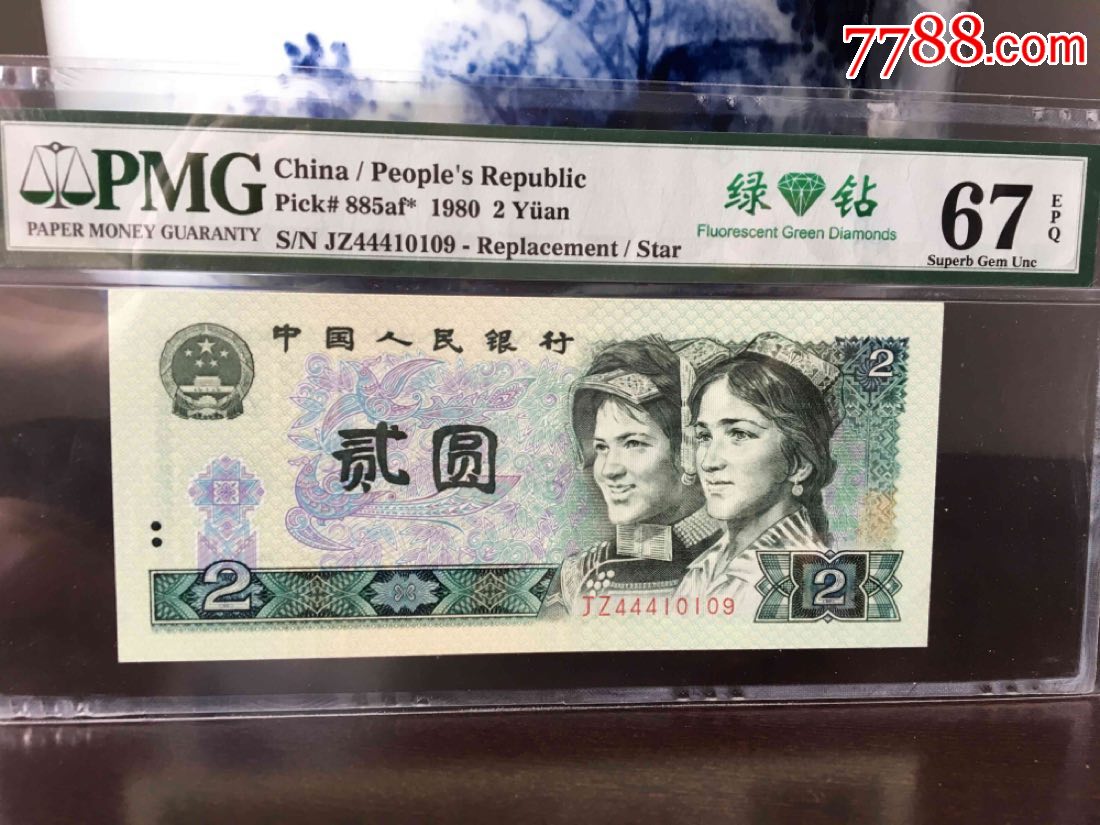 7788.com
PMG
PAPER MONEY GUARANTY
China / People's Republic
Pick# 885af* 1980 2 Yüan
S/N JZ44410109 - Replacement / Star
绿 钻
Fluorescent Green Diamonds
67
EPQ
Superb Gem Unc
中国人民银行
贰圆
2
2
2
JZ44410109